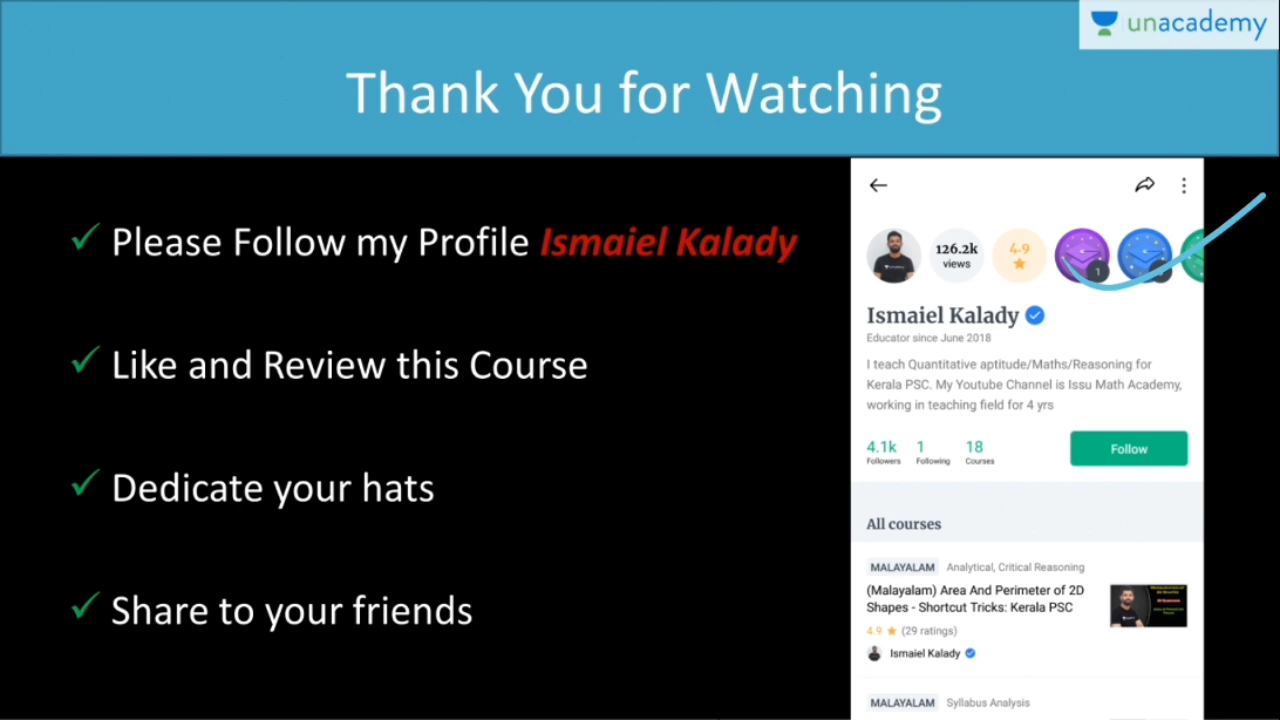 unacademy
Thank You for Watching
Please Follow my Profile Ismaiel Kalady
Like and Review this Course
Dedicate your hats
Share to your friends
126.2k
views
4.9
1
Ismaiel Kalady
Educator since June 2018
I teach Quantitative aptitude/Maths/Reasoning for
Kerala PSC. My Youtube Channel is Issu Math Academy,
working in teaching field for 4 yrs
4.1k 1 18
Followers Following Courses
Follow
All courses
MALAYALAM Analytical, Critical Reasoning
(Malayalam) Area And Perimeter of 2D
Shapes - Shortcut Tricks: Kerala PSC
4.9 ★ (29 ratings)
Ismaiel Kalady
MALAYALAM Syllabus Analysis